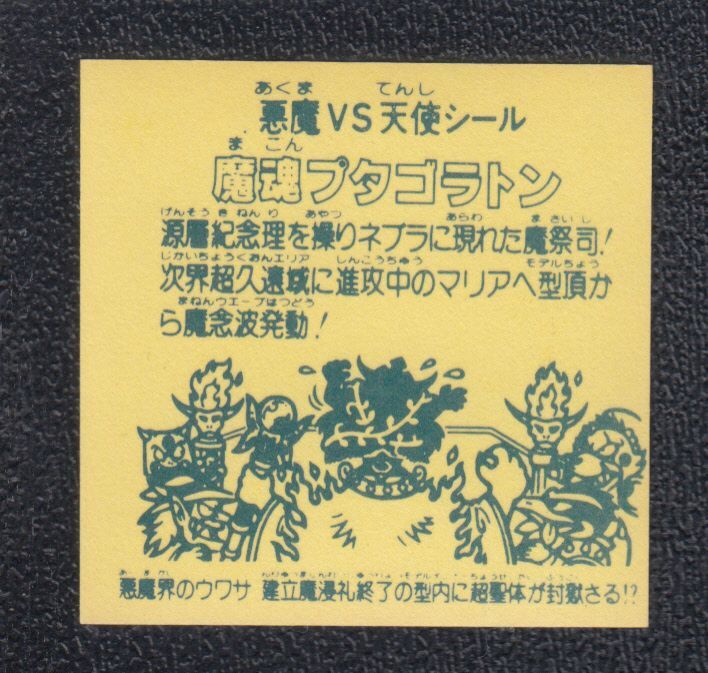 あくま てんし
悪魔VS天使シール
ま こん
魔魂プタゴラトン
げんそう き ねん り あやつ あらわ まさいし
源層紀念理を操りネブラに現れた魔祭司!
じかいちょうくおんエリア しんこうちゅう モデルちょう
次界超久遠域に進攻中のマリアへ型頂か
まねんウエーブはつどう
ら魔念波発動!
悪魔界のウワサ 建立魔浸礼終了の型内に超聖体が封獄さる!?